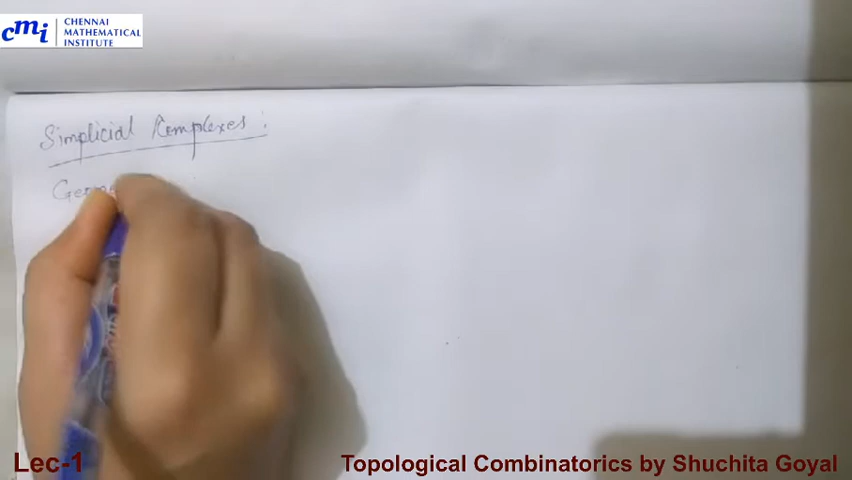 cmi
CHENNAI
MATHEMATICAL
INSTITUTE
Simplicial Complexes :
Lec-1
Topological Combinatorics by Shuchita Goyal